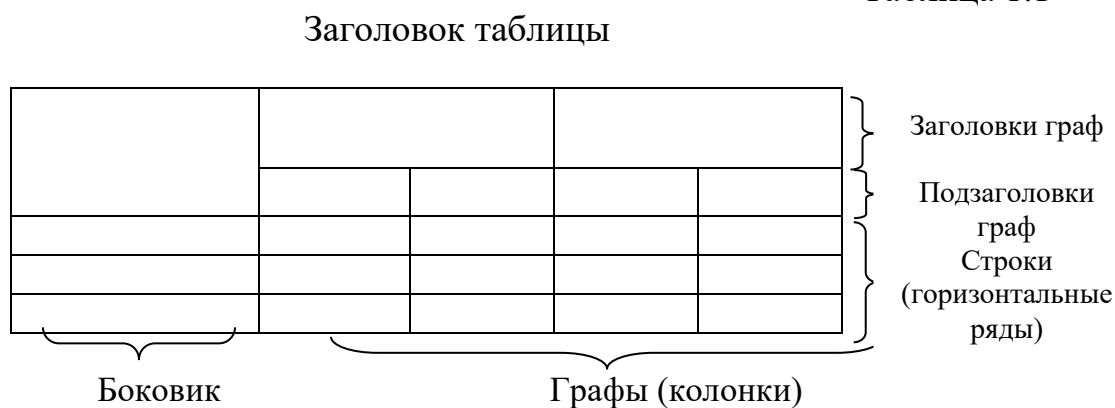 Заголовок таблицы
Заголовки граф
Подзаголовки
граф
Строки
(горизонтальные
ряды)
Боковик
Графы (колонки)